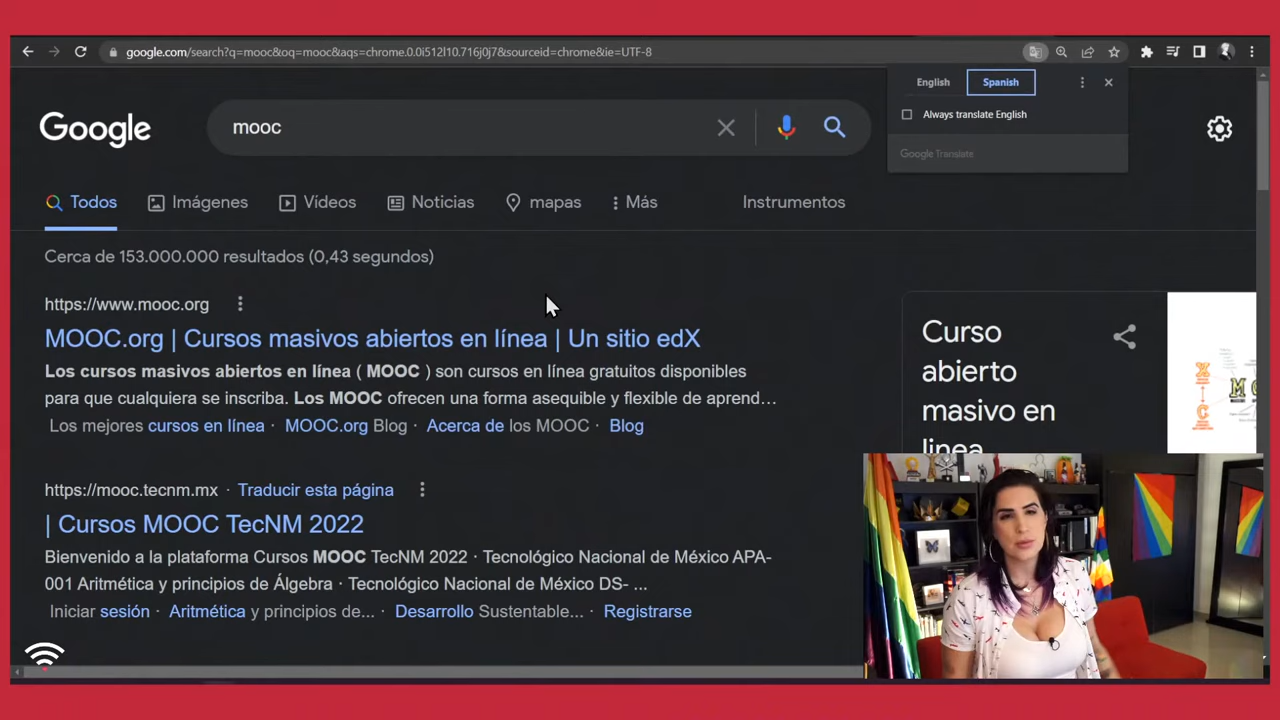 google.com/search?q=mooc&oq=mooc&aqs=chrome.0.0i512l10.716j0j7&sourceid=chrome&ie=UTF-8
English
Spanish
Always translate English
Google Translate
Google
mooc
Todos
Imágenes
Vídeos
Noticias
mapas
Más
Instrumentos
Cerca de 153.000.000 resultados (0,43 segundos)
https://www.mooc.org
MOOC.org | Cursos masivos abiertos en línea | Un sitio edX
Los cursos masivos abiertos en línea ( MOOC ) son cursos en línea gratuitos disponibles
para que cualquiera se inscriba. Los MOOC ofrecen una forma asequible y flexible de aprend...
Los mejores cursos en línea · MOOC.org Blog · Acerca de los MOOC · Blog
https://mooc.tecnm.mx · Traducir esta página
| Cursos MOOC TecNM 2022
Bienvenido a la plataforma Cursos MOOC TecNM 2022 · Tecnológico Nacional de México APA-
001 Aritmética y principios de Álgebra · Tecnológico Nacional de México DS- ...
Iniciar sesión · Aritmética y principios de... · Desarrollo Sustentable... · Registrarse
Curso
abierto
masivo en
linea